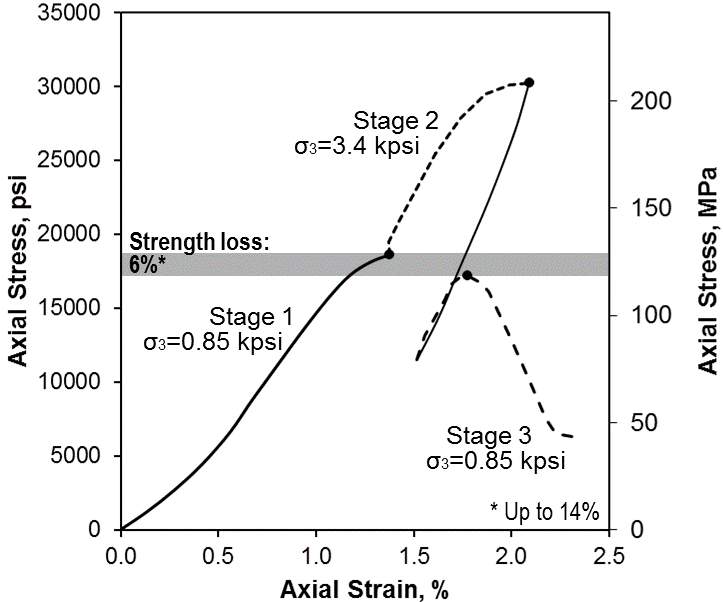 35000
30000
25000
20000
15000
10000
5000
0
Axial Stress, psi
0.0
0.5
1.0
1.5
2.0
2.5
Axial Strain, %
200
150
100
50
0
Axial Stress, MPa
Stage 2
σ3=3.4 kpsi
Strength loss:
6%*
Stage 1
σ3=0.85 kpsi
Stage 3
σ3=0.85 kpsi
* Up to 14%